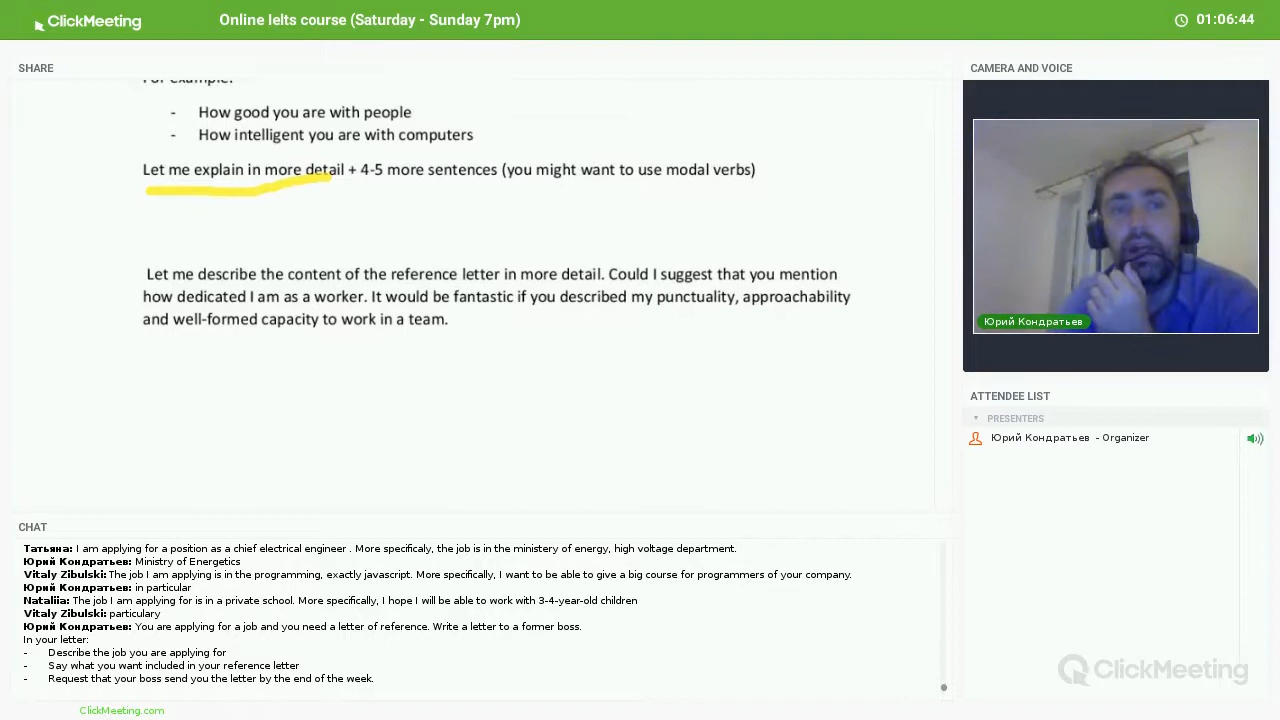 ClickMeeting
Online Ielts course (Saturday - Sunday 7pm)
01:06:44
SHARE
For example:
- How good you are with people
- How intelligent you are with computers
Let me explain in more detail + 4-5 more sentences (you might want to use modal verbs)
Let me describe the content of the reference letter in more detail. Could I suggest that you mention
how dedicated I am as a worker. It would be fantastic if you described my punctuality, approachability
and well-formed capacity to work in a team.
CAMERA AND VOICE
Юрий Кондратьев
ATTENDEE LIST
PRESENTERS
Юрий Кондратьев - Organizer
CHAT
Татьяна: I am applying for a position as a chief electrical engineer . More specificaly, the job is in the ministery of energy, high voltage department.
Юрий Кондратьев: Ministry of Energetics
Vitaly Zibulski: The job I am applying is in the programming, exactly javascript. More specifically, I want to be able to give a big course for programmers of your company.
Юрий Кондратьев: in particular
Nataliia: The job I am applying for is in a private school. More specifically, I hope I will be able to work with 3-4-year-old children
Vitaly Zibulski: particulary
Юрий Кондратьев: You are applying for a job and you need a letter of reference. Write a letter to a former boss.
In your letter:
- Describe the job you are applying for
- Say what you want included in your reference letter
- Request that your boss send you the letter by the end of the week.
ClickMeeting
ClickMeeting.com